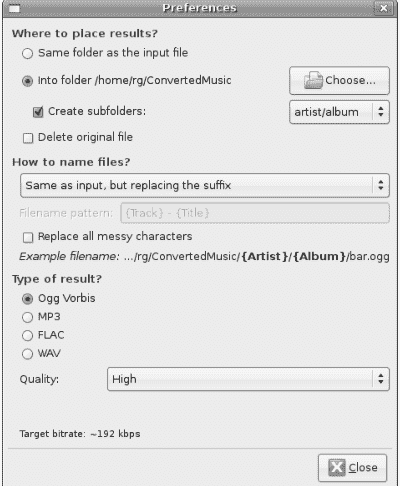 Preferences
Where to place results?
Same folder as the input file
Into folder /home/rg/ConvertedMusic
Choose...
Create subfolders:
artist/album
Delete original file
How to name files?
Same as input, but replacing the suffix
Filename pattern: {Track} - {Title}
Replace all messy characters
Example filename: .../rg/ConvertedMusic/{Artist}/{Album}/bar.ogg
Type of result?
Ogg Vorbis
MP3
FLAC
WAV
Quality: High
Target bitrate: ~192 kbps
Close